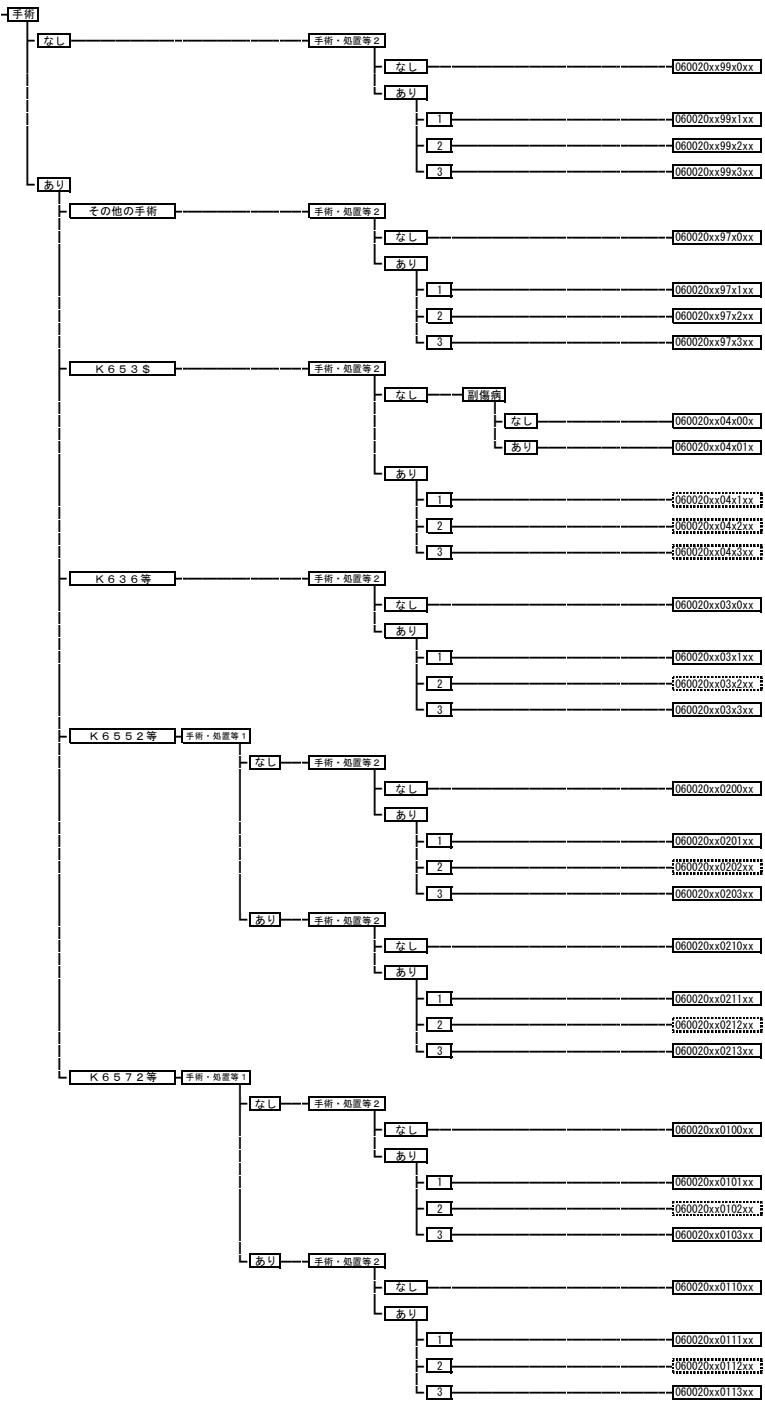 手術
なし 手術・処置等２
なし 060020xx99x0xx
あり
1 060020xx99x1xx
2 060020xx99x2xx
3 060020xx99x3xx
あり
その他の手術 手術・処置等２
なし 060020xx97x0xx
あり
1 060020xx97x1xx
2 060020xx97x2xx
3 060020xx97x3xx
Ｋ６５３＄ 手術・処置等２
なし 副傷病
なし 060020xx04x00x
あり 060020xx04x01x
あり
1 060020xx04x1xx
2 060020xx04x2xx
3 060020xx04x3xx
Ｋ６３６等 手術・処置等２
なし 060020xx03x0xx
あり
1 060020xx03x1xx
2 060020xx03x2xx
3 060020xx03x3xx
Ｋ６５５２等 手術・処置等１
なし 手術・処置等２
なし 060020xx0200xx
あり
1 060020xx0201xx
2 060020xx0202xx
3 060020xx0203xx
あり 手術・処置等２
なし 060020xx0210xx
あり
1 060020xx0211xx
2 060020xx0212xx
3 060020xx0213xx
Ｋ６５７２等 手術・処置等１
なし 手術・処置等２
なし 060020xx0100xx
あり
1 060020xx0101xx
2 060020xx0102xx
3 060020xx0103xx
あり 手術・処置等２
なし 060020xx0110xx
あり
1 060020xx0111xx
2 060020xx0112xx
3 060020xx0113xx